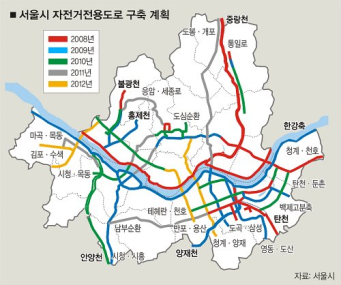 ■ 서울시 자전거전용도로 구축 계획
2008년
2009년
2010년
2011년
2012년
중랑천
도봉 · 개포
통일로
불광천
응암 · 세종로
홍제천
도심순환
한강축
마곡 · 목동
김포 · 수색
시청 · 목동
청계 · 천호
탄천 · 둔촌
백제고분축
탄천
테헤란 · 천호
남부순환
반포 · 용산
도곡 · 삼성
영동 · 도산
청계 · 양재
양재천
시청 · 시흥
안양천
자료: 서울시